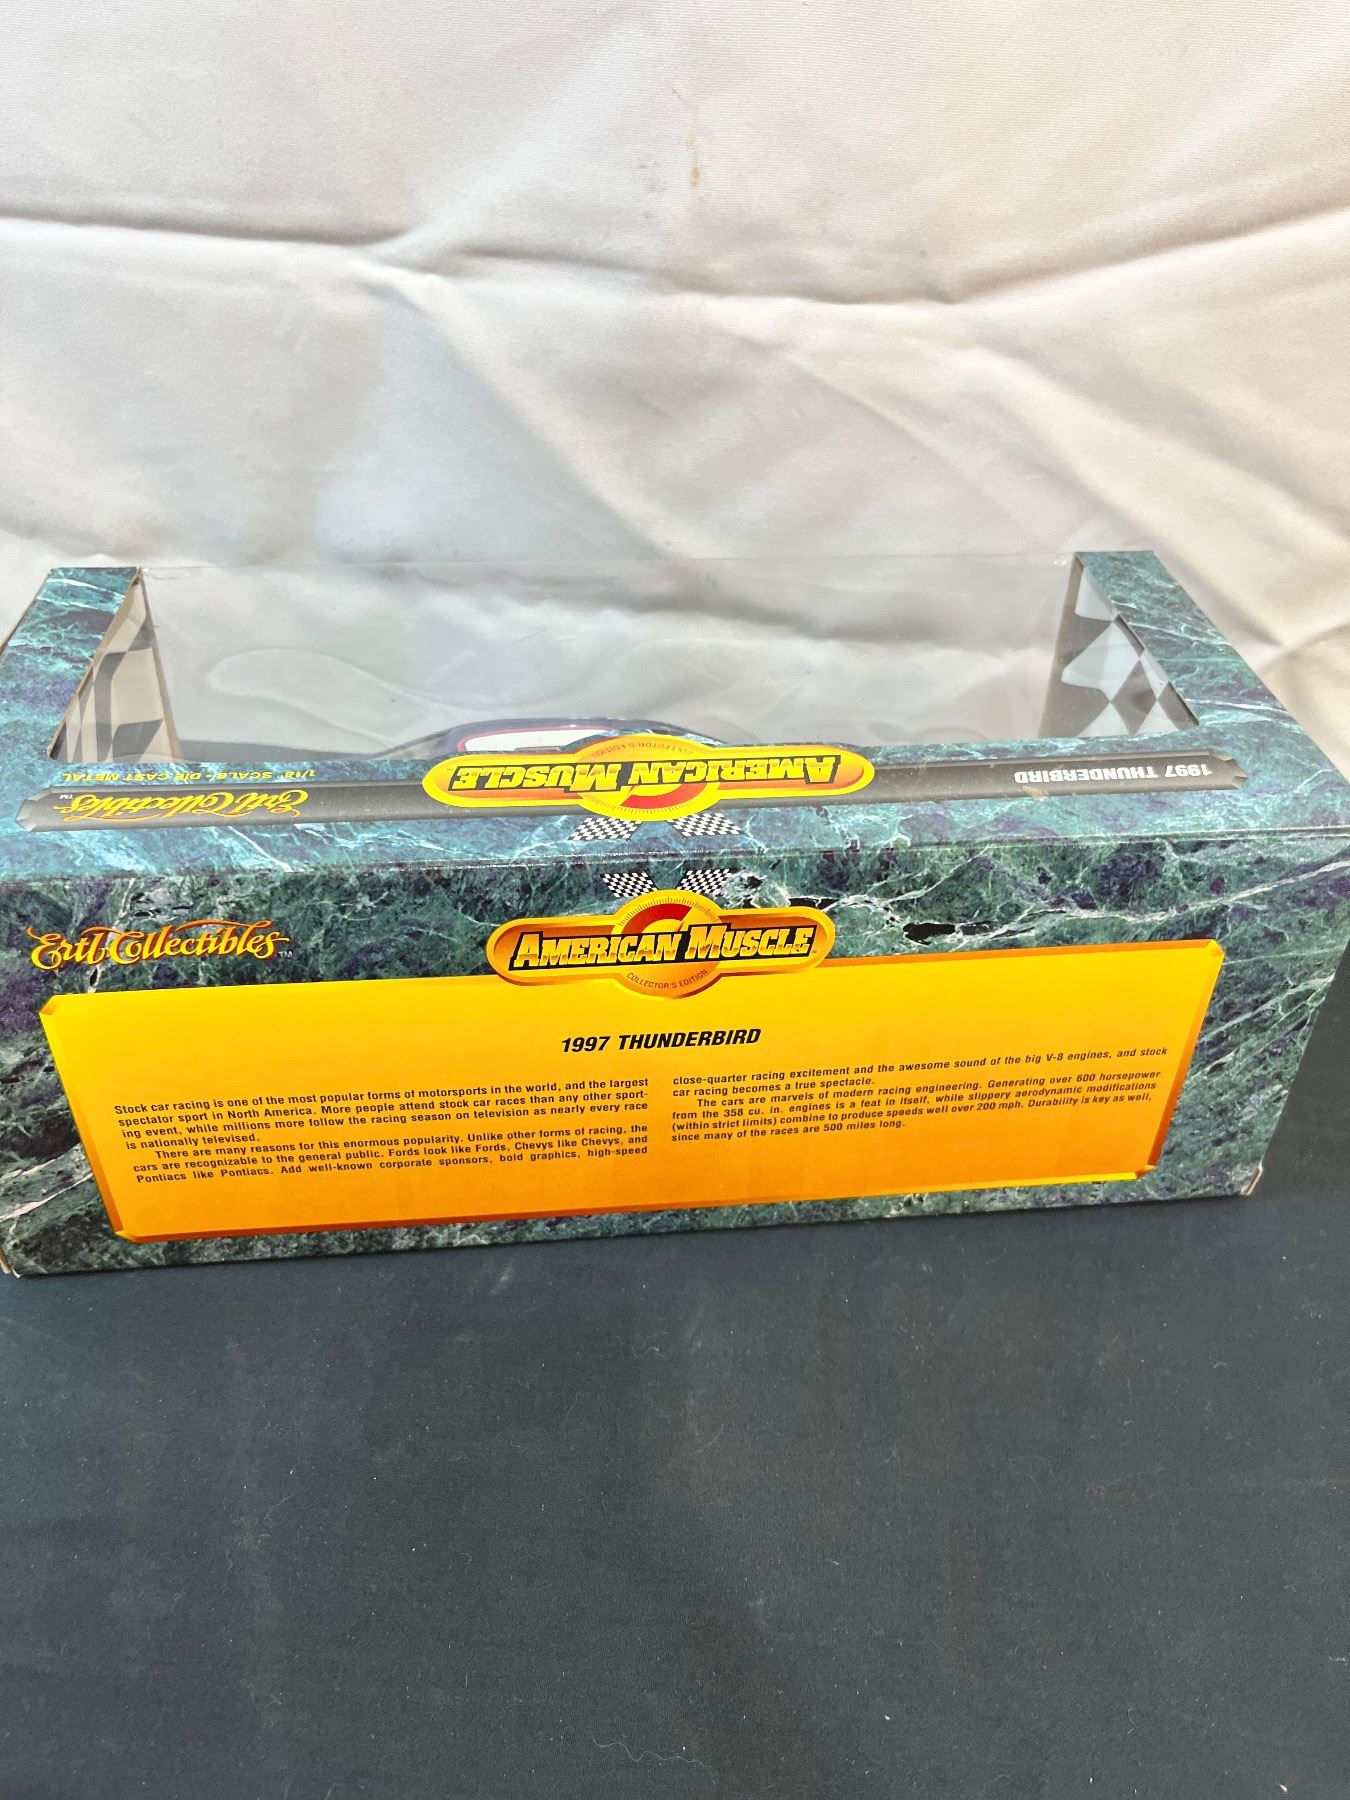 1/18" SCALE • DIE CAST METAL
Ertl Collectibles™
COLLECTOR'S EDITION
AMERICAN MUSCLE
1997 THUNDERBIRD
Ertl Collectibles™
AMERICAN MUSCLE™
COLLECTOR'S EDITION
1997 THUNDERBIRD
Stock car racing is one of the most popular forms of motorsports in the world, and the largest
spectator sport in North America. More people attend stock car races than any other sport-
ing event, while millions more follow the racing season on television as nearly every race
is nationally televised.
There are many reasons for this enormous popularity. Unlike other forms of racing, the
cars are recognizable to the general public. Fords look like Fords, Chevys like Chevys, and
Pontiacs like Pontiacs. Add well-known corporate sponsors, bold graphics, high-speed
close-quarter racing excitement and the awesome sound of the big V-8 engines, and stock
car racing becomes a true spectacle.
The cars are marvels of modern racing engineering. Generating over 600 horsepower
from the 358 cu. in. engines is a feat in itself, while slippery aerodynamic modifications
(within strict limits) combine to produce speeds well over 200 mph. Durability is key as well,
since many of the races are 500 miles long.